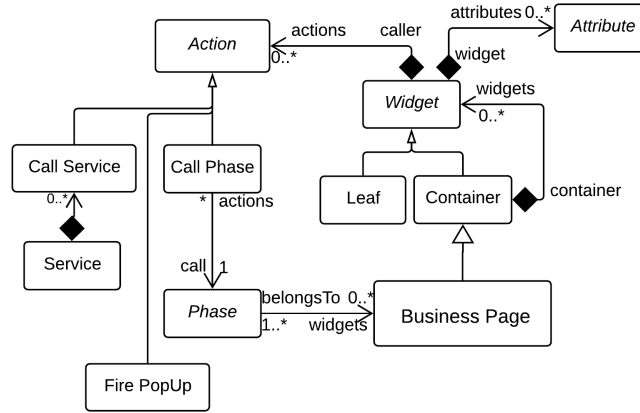 attributes 0..*
Attribute
Action
actions
caller
0..*
widget
Widget
widgets
0..*
Call Service
Call Phase
Leaf
Container
container
0..*
* actions
Service
call 1
Phase
belongsTo 0..*
1..* widgets
Business Page
Fire PopUp